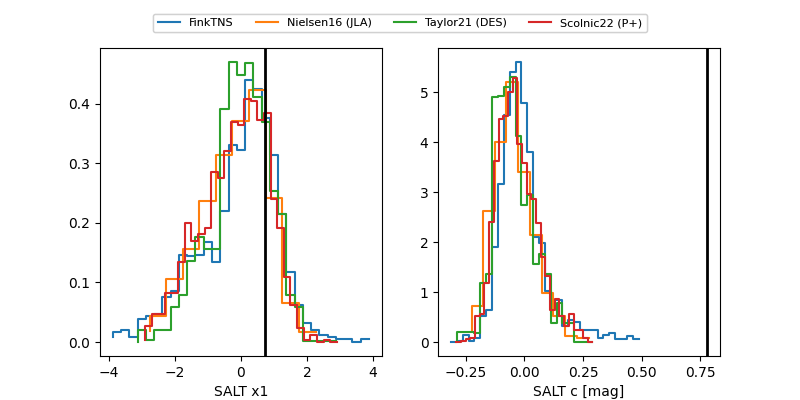 FinkTNS Nielsen16 (JLA) Taylor21 (DES) Scolnic22 (P+)
0.4
0.3
0.2
0.1
0.0
−4 −2 0 2 4
SALT x1
5
4
3
2
1
0
−0.25 0.00 0.25 0.50 0.75
SALT c [mag]